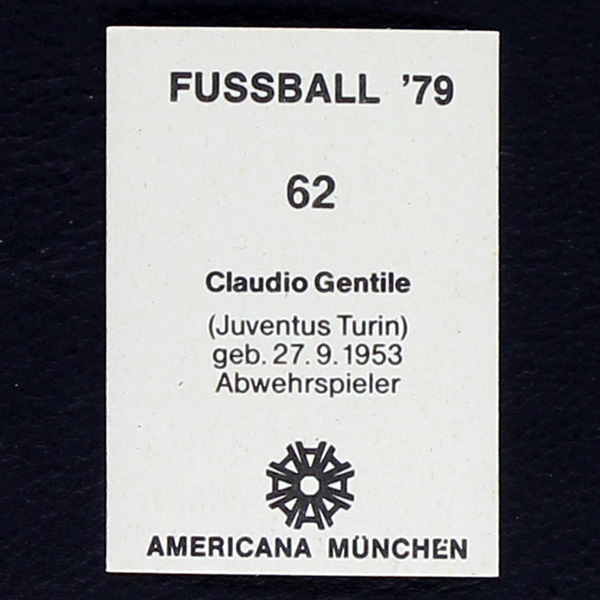 FUSSBALL '79
62
Claudio Gentile
(Juventus Turin)
geb. 27. 9. 1953
Abwehrspieler
AMERICANA MÜNCHEN